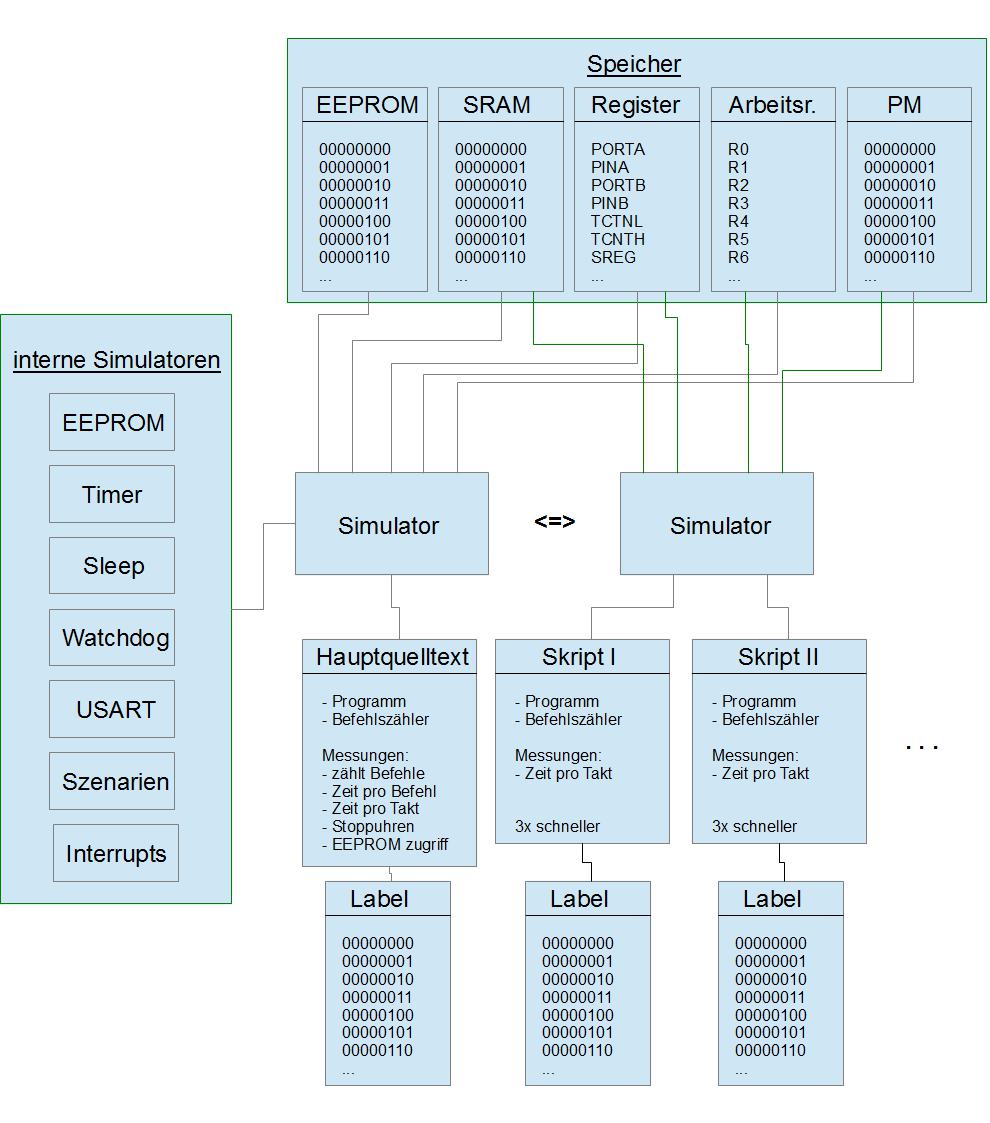 Speicher
EEPROM
00000000
00000001
00000010
00000011
00000100
00000101
00000110
...
SRAM
00000000
00000001
00000010
00000011
00000100
00000101
00000110
...
Register
PORTA
PINA
PORTB
PINB
TCTNL
TCNTH
SREG
...
Arbeitsr.
R0
R1
R2
R3
R4
R5
R6
...
PM
00000000
00000001
00000010
00000011
00000100
00000101
00000110
...
interne Simulatoren
EEPROM
Timer
Sleep
Watchdog
USART
Szenarien
Interrupts
Simulator
<=>
Simulator
Hauptquelltext
- Programm
- Befehlszähler
Messungen:
- zählt Befehle
- Zeit pro Befehl
- Zeit pro Takt
- Stoppuhren
- EEPROM zugriff
Skript I
- Programm
- Befehlszähler
Messungen:
- Zeit pro Takt
3x schneller
Skript II
- Programm
- Befehlszähler
Messungen:
- Zeit pro Takt
3x schneller
...
Label
00000000
00000001
00000010
00000011
00000100
00000101
00000110
...
Label
00000000
00000001
00000010
00000011
00000100
00000101
00000110
...
Label
00000000
00000001
00000010
00000011
00000100
00000101
00000110
...